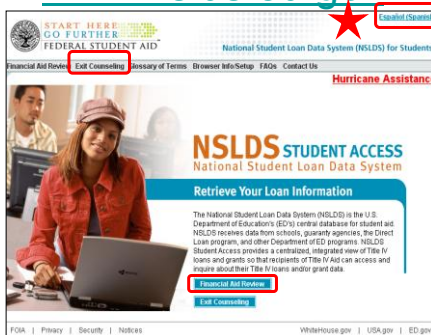 START HERE
GO FURTHER
FEDERAL STUDENT AID
Español (Spanish
National Student Loan Data System (NSLDS) for Students
Financial Aid Review Exit Counseling Glossary of Terms Browser Info/Setup FAQs Contact Us
Hurricane Assistanc
NSLDS STUDENT ACCESS
National Student Loan Data System
Retrieve Your Loan Information
The National Student Loan Data System (NSLDS) is the U.S.
Department of Education's (ED's) central database for student aid.
NSLDS receives data from schools, guaranty agencies, the Direct
Loan program, and other Department of ED programs. NSLDS
Student Access provides a centralized, integrated view of Title IV
loans and grants so that recipients of Title IV Aid can access and
inquire about their Title IV loans and/or grant data.
Financial Aid Review
Exit Counseling
FOIA | Privacy | Security | Notices
WhiteHouse.gov | USA.gov | ED.gov